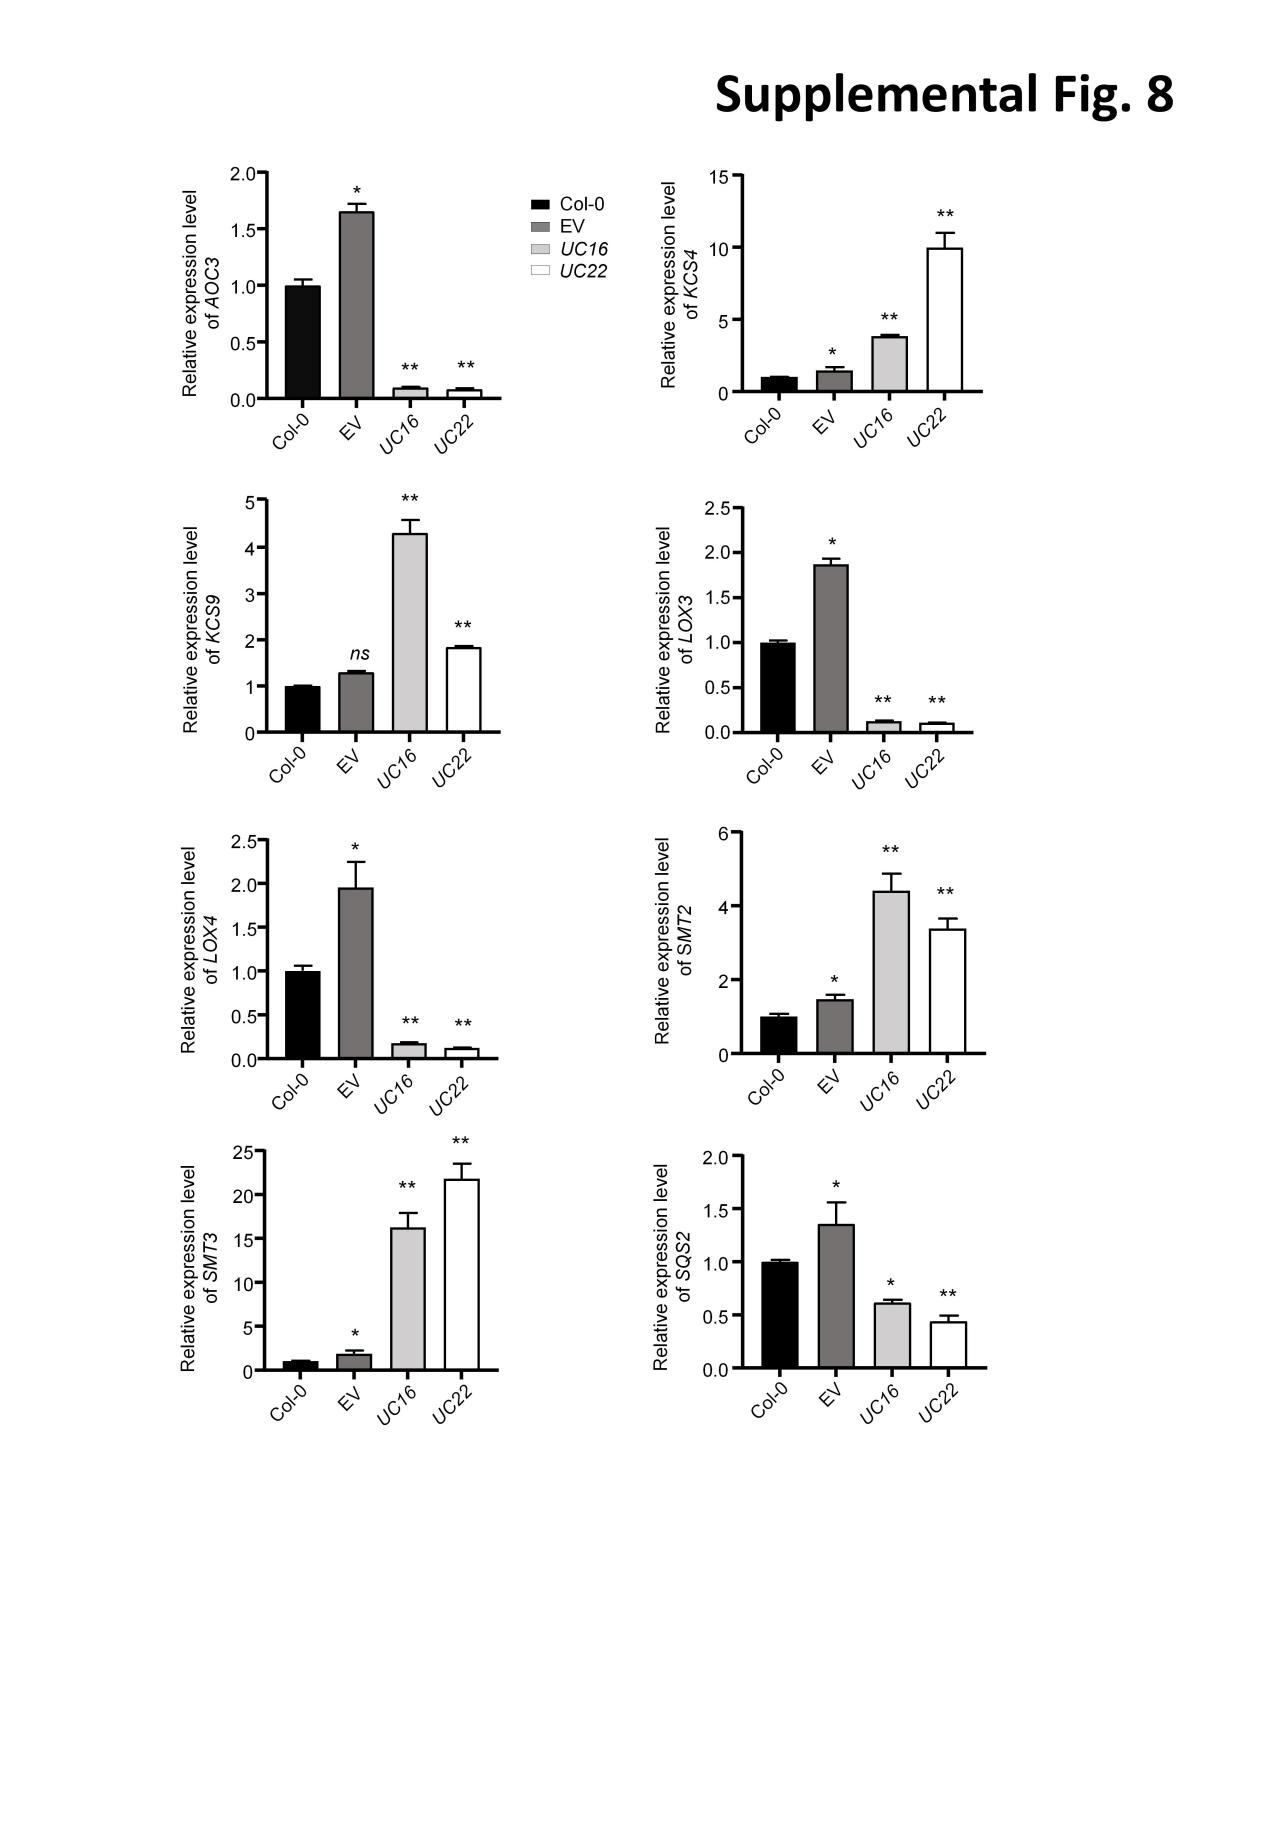 Supplemental Fig. 8
Relative expression level
of AOC3
2.0
1.5
1.0
0.5
0.0
*
**
**
Col-0
EV
UC16
UC22
Col-0
EV
UC16
UC22
Relative expression level
of KCS4
15
10
5
0
*
**
**
Col-0
EV
UC16
UC22
Relative expression level
of KCS9
5
4
3
2
1
0
ns
**
**
Col-0
EV
UC16
UC22
Relative expression level
of LOX3
2.5
2.0
1.5
1.0
0.5
0.0
*
**
**
Col-0
EV
UC16
UC22
Relative expression level
of LOX4
2.5
2.0
1.5
1.0
0.5
0.0
*
**
**
Col-0
EV
UC16
UC22
Relative expression level
of SMT2
6
4
2
0
*
**
**
Col-0
EV
UC16
UC22
Relative expression level
of SMT3
25
20
15
10
5
0
*
**
**
Col-0
EV
UC16
UC22
Relative expression level
of SQS2
2.0
1.5
1.0
0.5
0.0
*
*
**
Col-0
EV
UC16
UC22